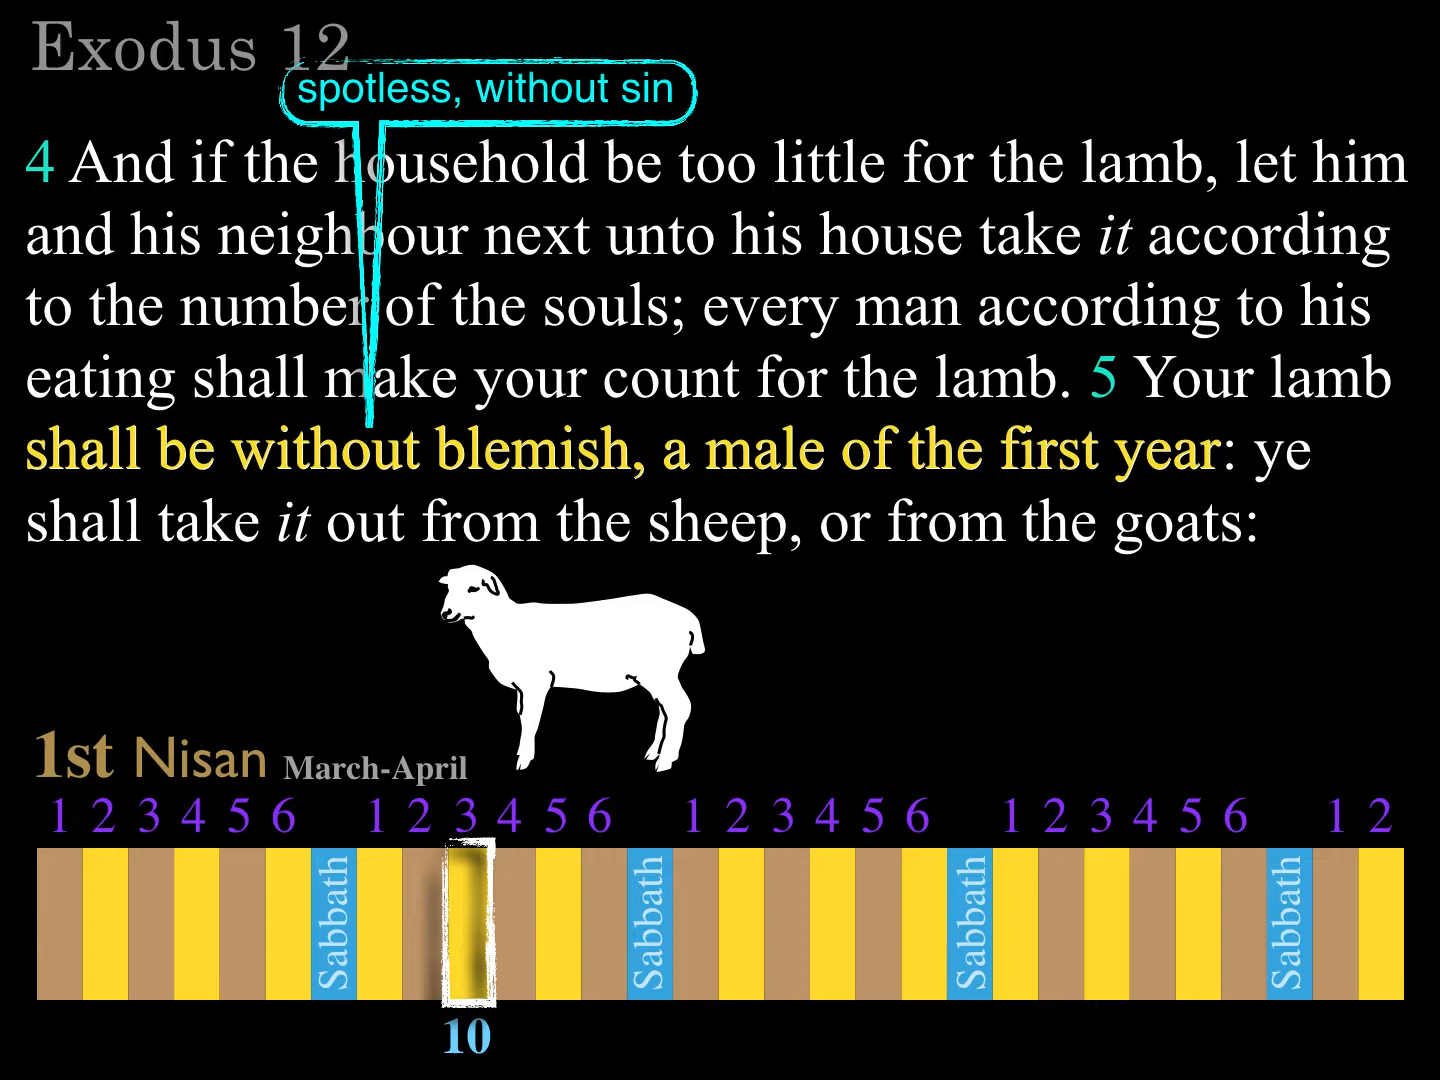 Exodus 12
spotless, without sin
4 And if the household be too little for the lamb, let him
and his neighbour next unto his house take it according
to the number of the souls; every man according to his
eating shall make your count for the lamb. 5 Your lamb
shall be without blemish, a male of the first year: ye
shall take it out from the sheep, or from the goats:
1st Nisan March-April
1 2 3 4 5 6 1 2 3 4 5 6 1 2 3 4 5 6 1 2 3 4 5 6 1 2
Sabbath Sabbath Sabbath Sabbath
10